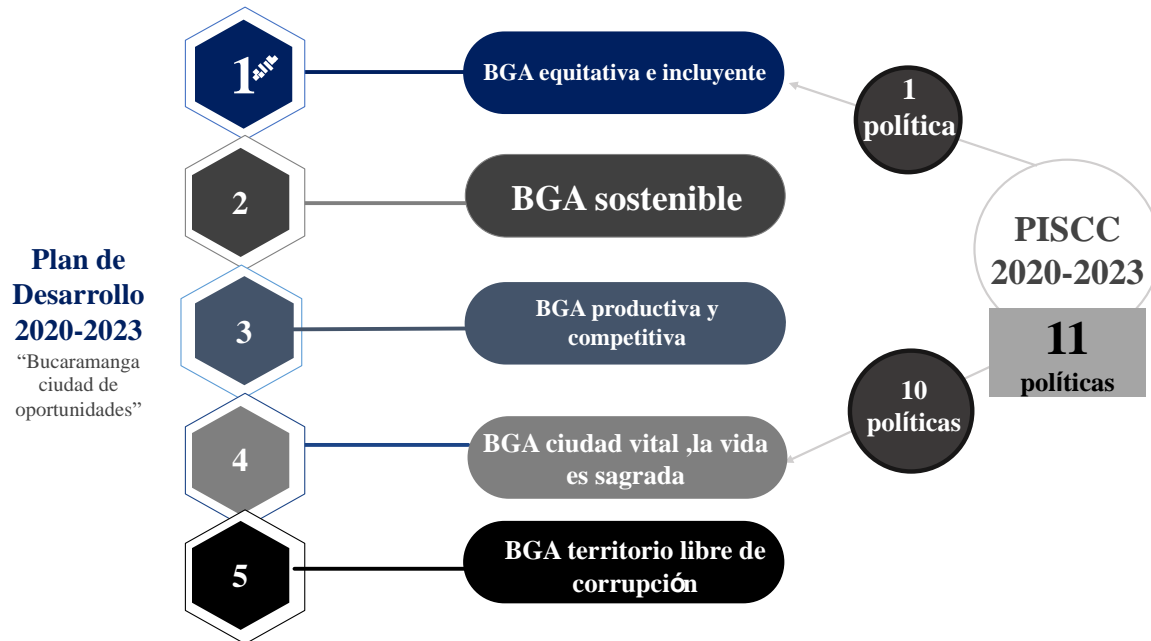 Plan de
Desarrollo
2020-2023
“Bucaramanga
ciudad de
oportunidades”
1
BGA equitativa e incluyente
2
BGA sostenible
3
BGA productiva y
competitiva
4
BGA ciudad vital ,la vida
es sagrada
5
BGA territorio libre de
corrupción
1
política
10
políticas
PISCC
2020-2023
11
políticas